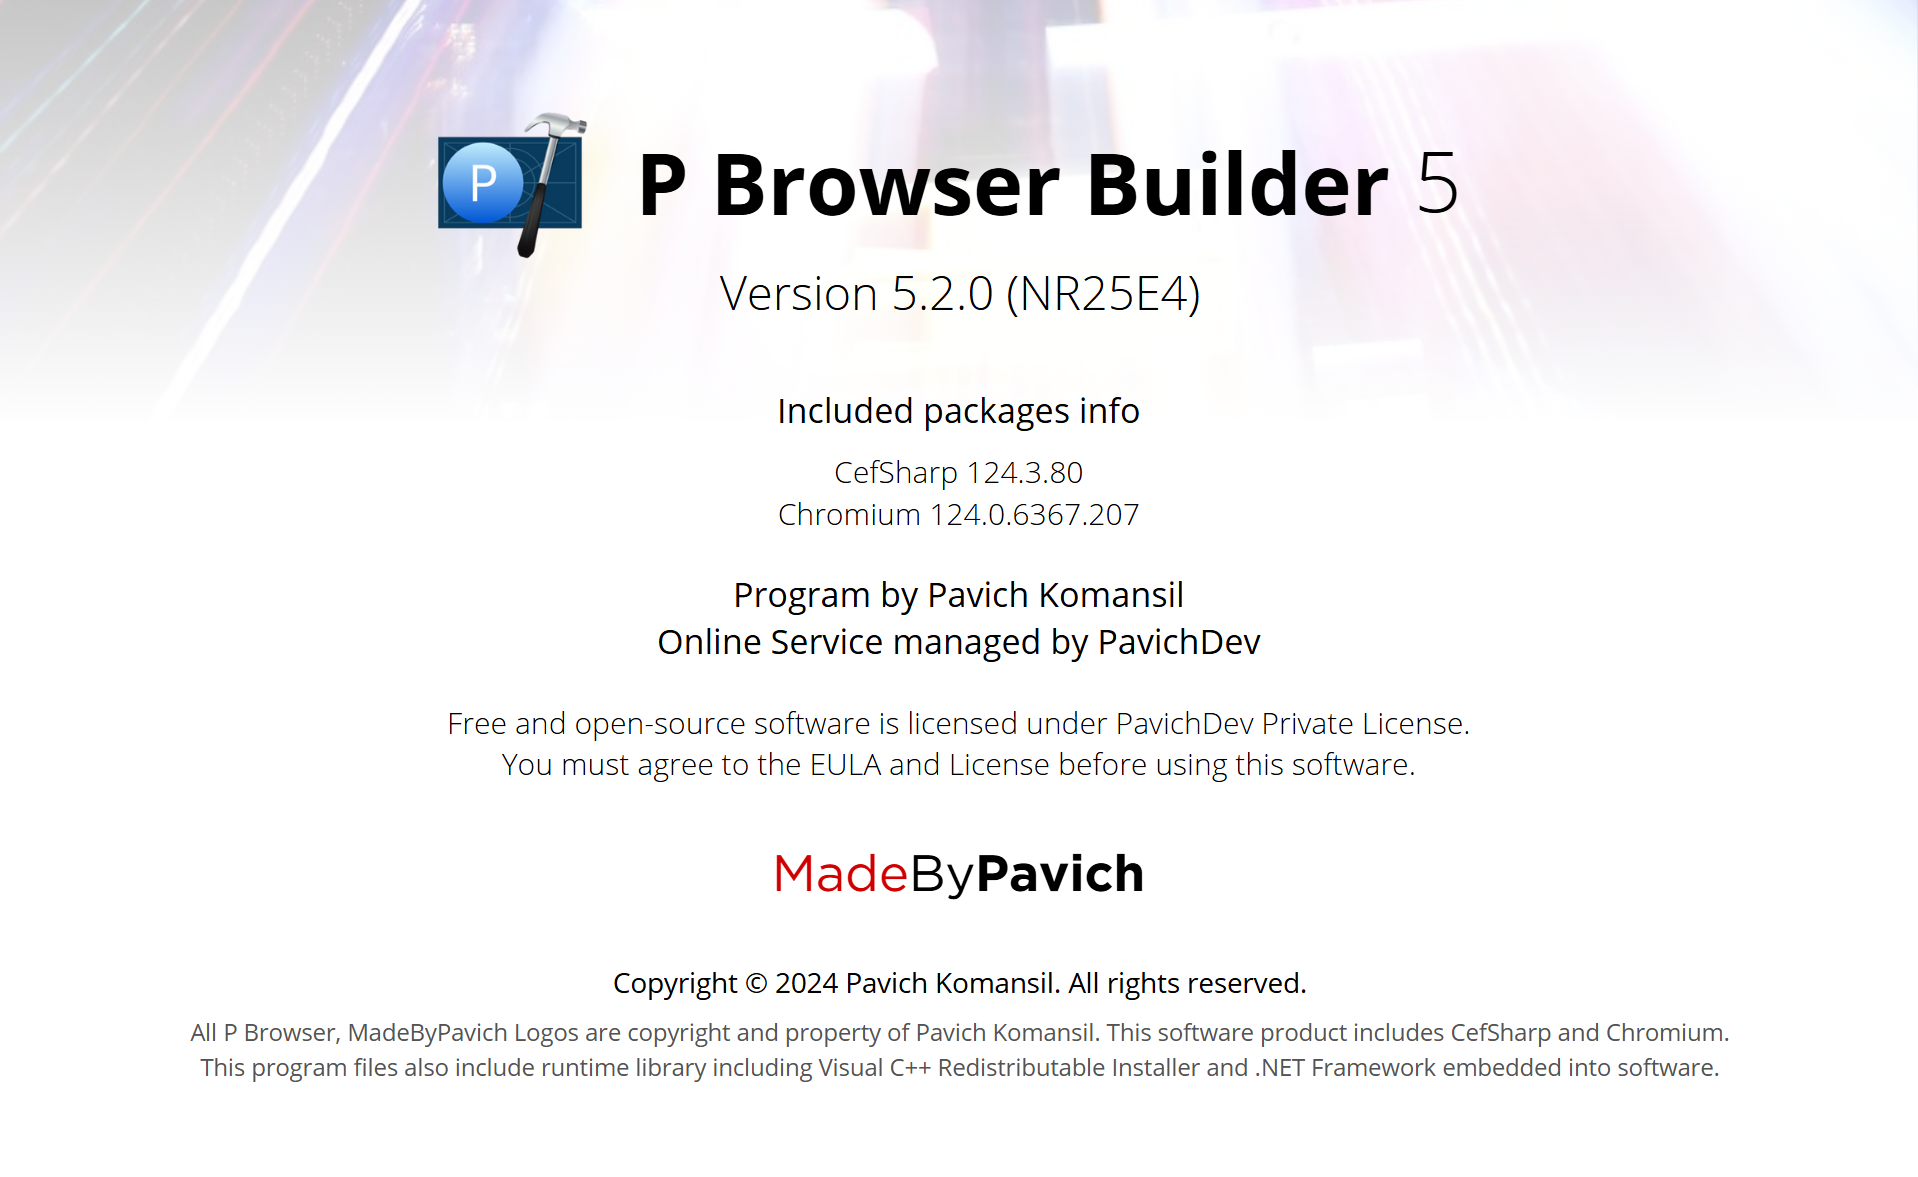 P
P Browser Builder 5
Version 5.2.0 (NR25E4)
Included packages info
CefSharp 124.3.80
Chromium 124.0.6367.207
Program by Pavich Komansil
Online Service managed by PavichDev
Free and open-source software is licensed under PavichDev Private License.
You must agree to the EULA and License before using this software.
MadeByPavich
Copyright © 2024 Pavich Komansil. All rights reserved.
All P Browser, MadeByPavich Logos are copyright and property of Pavich Komansil. This software product includes CefSharp and Chromium.
This program files also include runtime library including Visual C++ Redistributable Installer and .NET Framework embedded into software.